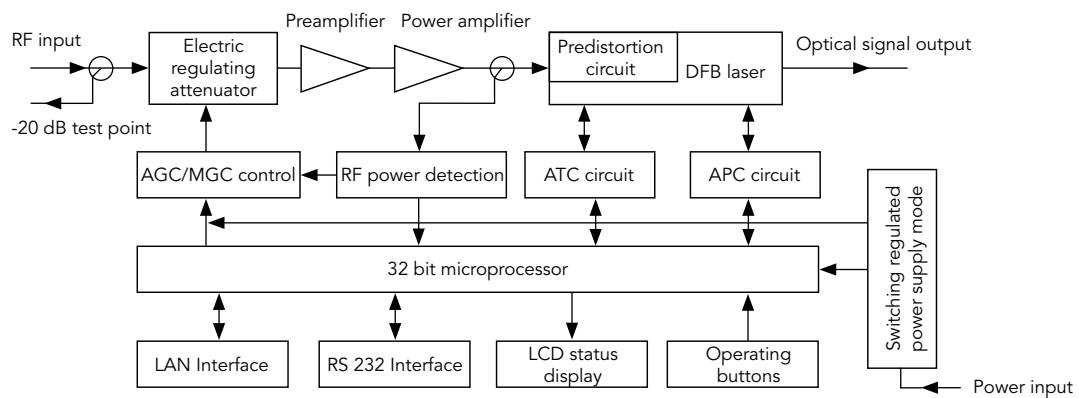 Preamplifier
Power amplifier
RF input
Electric
regulating
attenuator
Predistortion
circuit
DFB laser
Optical signal output
-20 dB test point
AGC/MGC control
RF power detection
ATC circuit
APC circuit
Switching regulated
power supply mode
32 bit microprocessor
LAN Interface
RS 232 Interface
LCD status
display
Operating
buttons
Power input